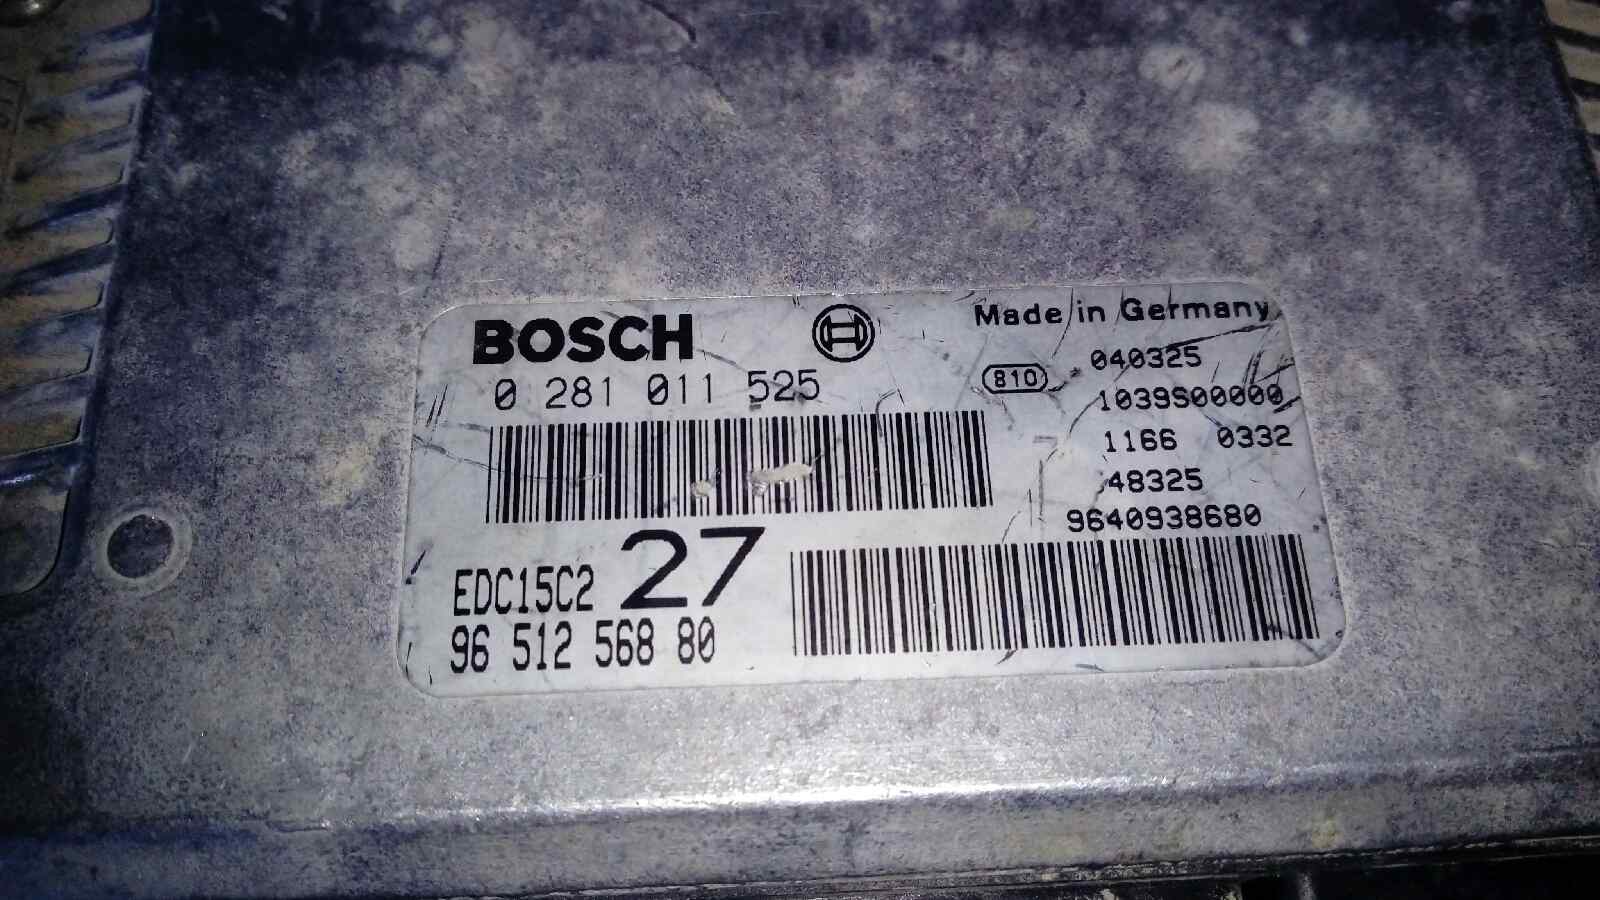 BOSCH
Made in Germany
0 281 011 525
810
040325
1039S00000
1166 0332
48325
9640938680
EDC15C2 27
96 512 568 80